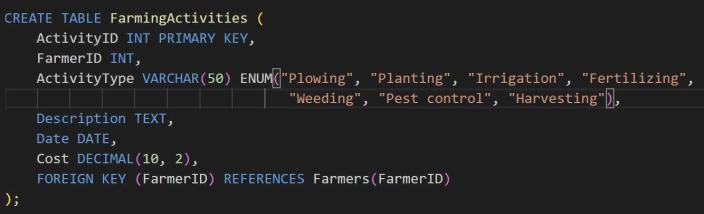 CREATE TABLE FarmingActivities (
    ActivityID INT PRIMARY KEY,
    FarmerID INT,
    ActivityType VARCHAR(50) ENUM("Plowing", "Planting", "Irrigation", "Fertilizing",
                                  "Weeding", "Pest control", "Harvesting"),
    Description TEXT,
    Date DATE,
    Cost DECIMAL(10, 2),
    FOREIGN KEY (FarmerID) REFERENCES Farmers(FarmerID)
);